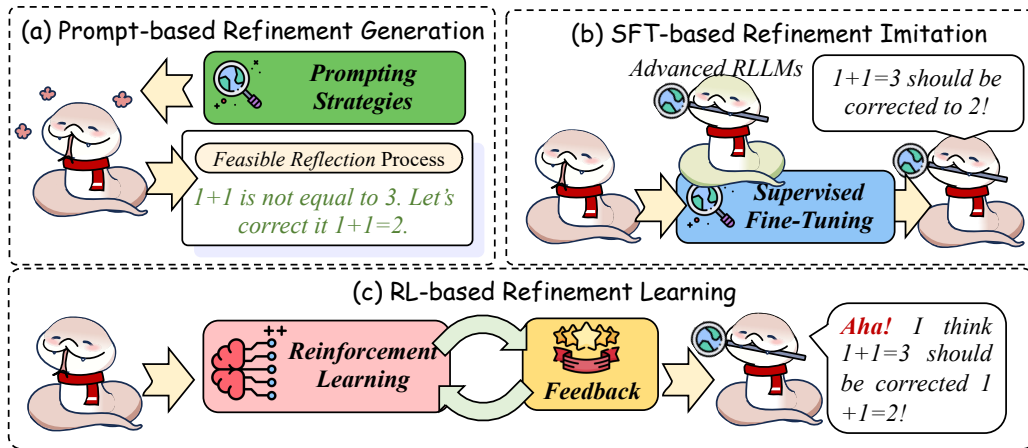 (a) Prompt-based Refinement Generation
Prompting
Strategies
Feasible Reflection Process
1+1 is not equal to 3. Let's
correct it 1+1=2.
(b) SFT-based Refinement Imitation
Advanced RLLMs
1+1=3 should be
corrected to 2!
Supervised
Fine-Tuning
(c) RL-based Refinement Learning
++
Reinforcement
Learning
Feedback
Aha! I think
1+1=3 should
be corrected 1
+1=2!